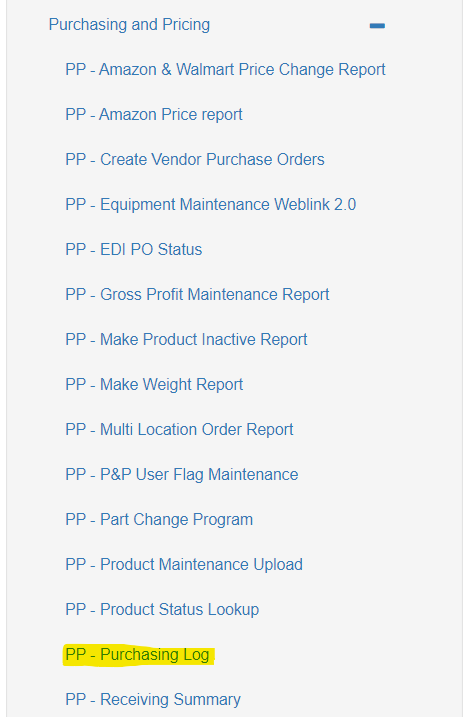 Purchasing and Pricing
PP - Amazon & Walmart Price Change Report
PP - Amazon Price report
PP - Create Vendor Purchase Orders
PP - Equipment Maintenance Weblink 2.0
PP - EDI PO Status
PP - Gross Profit Maintenance Report
PP - Make Product Inactive Report
PP - Make Weight Report
PP - Multi Location Order Report
PP - P&P User Flag Maintenance
PP - Part Change Program
PP - Product Maintenance Upload
PP - Product Status Lookup
PP - Purchasing Log
PP - Receiving Summary